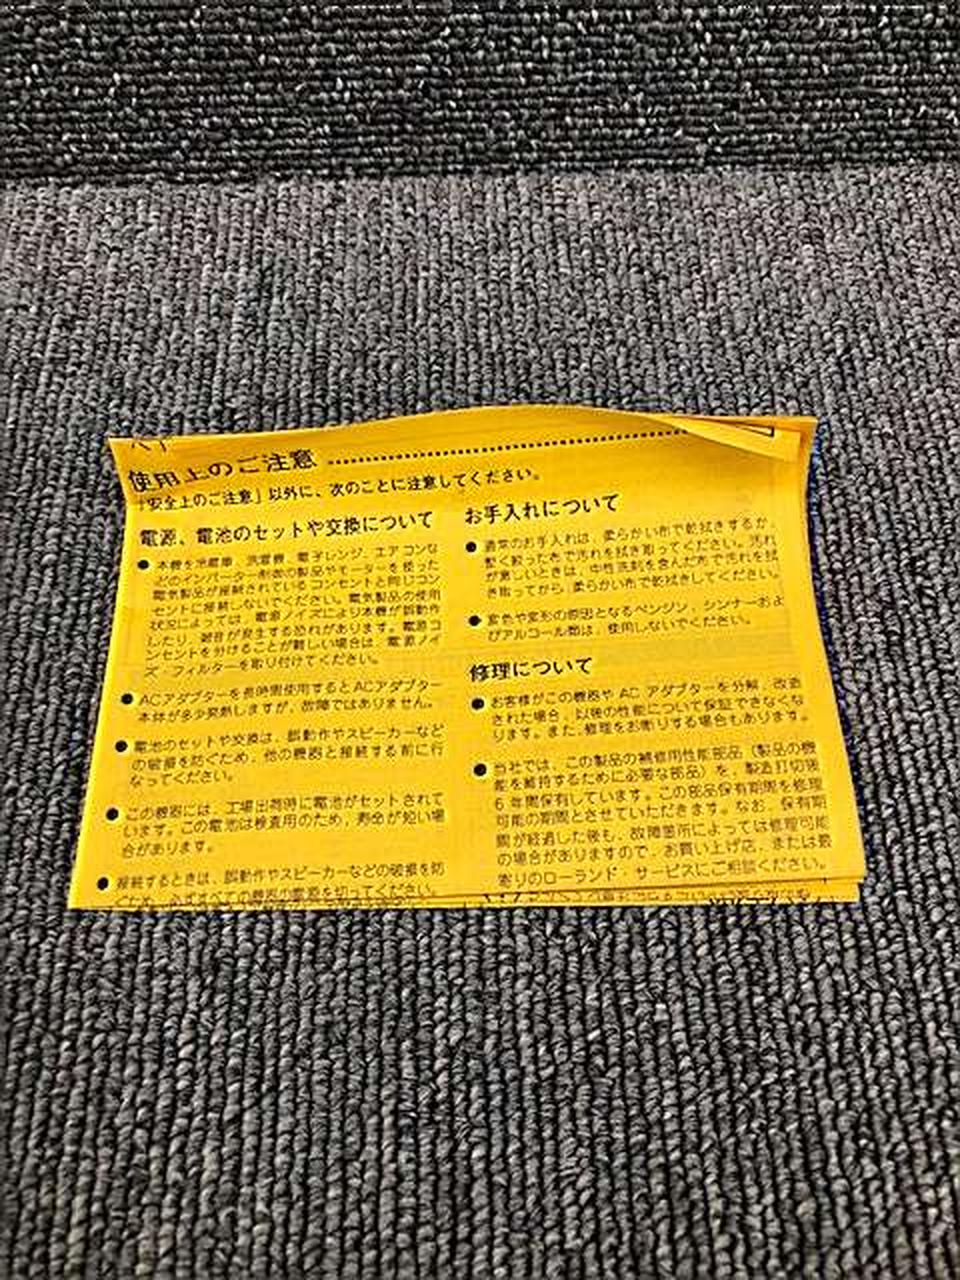 使用上のご注意
「安全上のご注意」以外に、次のことに注意してください。
電源、電池のセットや交換について
● 本機を冷蔵庫、洗濯機、電子レンジ、エアコンな
どのインバーター制御の製品やモーターを使った
電気製品が接続されているコンセントと同じコン
セントに接続しないでください。電気製品の使用
状況によっては、電源ノイズにより本機が誤動作
したり、雑音が発生する恐れがあります。電源コ
ンセントを分けることが難しい場合は、電源ノイ
ズ・フィルターを取り付けてください。
● ACアダプターを長時間使用するとACアダプター
本体が多少発熱しますが、故障ではありません。
● 電池のセットや交換は、誤動作やスピーカーなど
の破損を防ぐため、他の機器と接続する前に行
なってください。
● この機器には、工場出荷時に電池がセットされて
います。この電池は検査用のため、寿命が短い場
合があります。
● 接続するときは、誤動作やスピーカーなどの破損を防
ぐため、必ずすべての機器の電源を切ってください。
お手入れについて
● 通常のお手入れは、柔らかい布で乾拭きするか、
堅く絞った布で汚れを拭き取ってください。汚れ
が激しいときは、中性洗剤を含んだ布で汚れを拭
き取ってから、柔らかい布で乾拭きしてください。
● 変色や変形の原因となるベンジン、シンナーおよ
びアルコール類は、使用しないでください。
修理について
● お客様がこの機器や AC アダプターを分解、改造
された場合、以後の性能について保証できなくな
ります。また、修理をお断りする場合もあります。
● 当社では、この製品の補修用性能部品（製品の機
能を維持するために必要な部品）を、製造打切後
6 年間保有しています。この部品保有期間を修理
可能の期間とさせていただきます。なお、保有期
間が経過した後も、故障箇所によっては修理可能
の場合がありますので、お買い上げ店、または最
寄りのローランド・サービスにご相談ください。